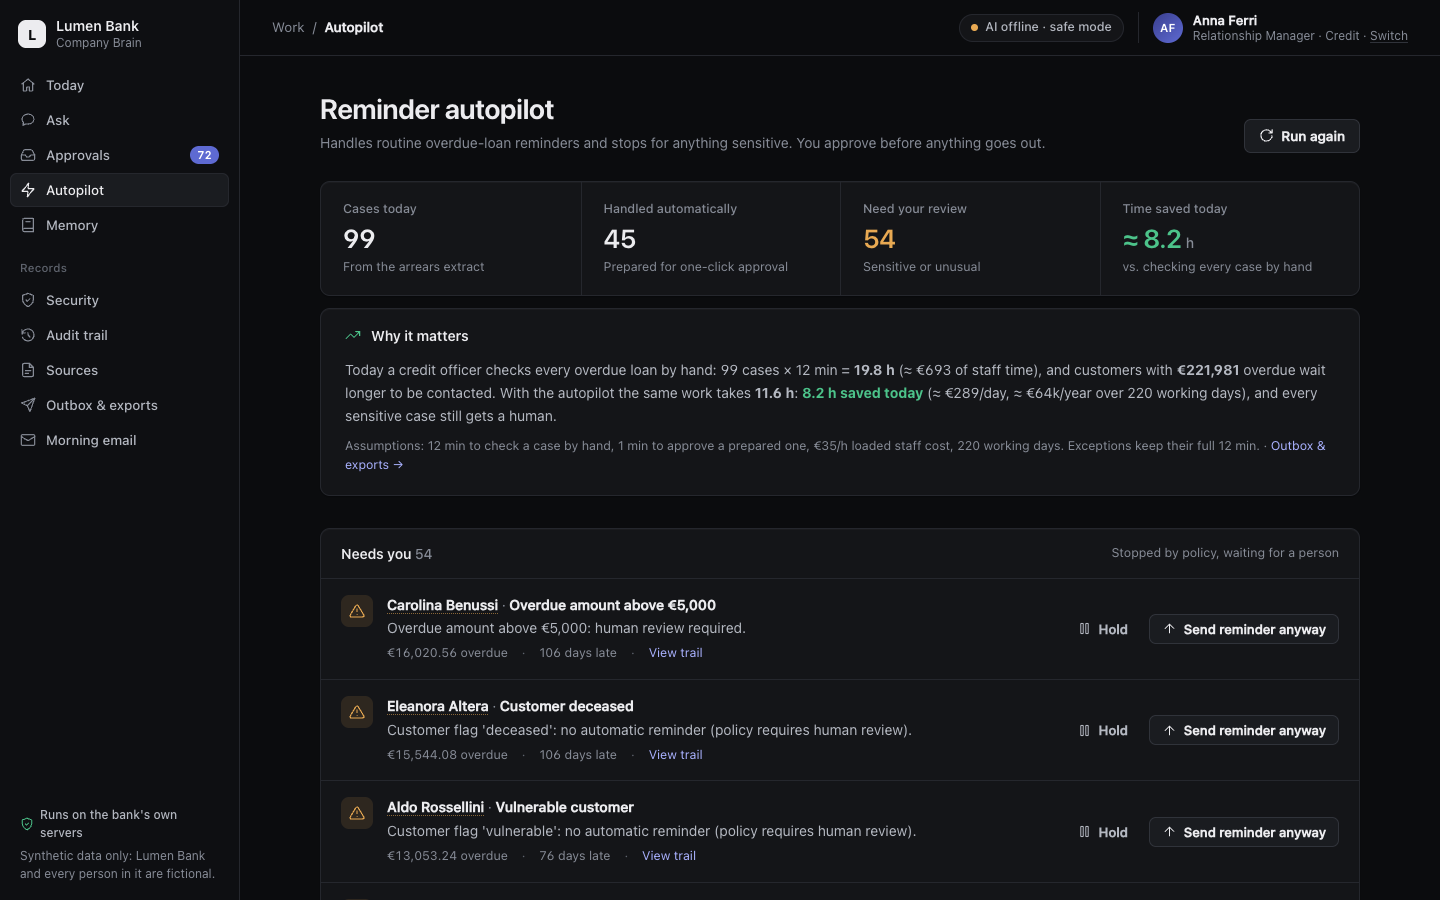 L
Lumen Bank
Company Brain
Today
Ask
Approvals 72
Autopilot
Memory
Records
Security
Audit trail
Sources
Outbox & exports
Morning email
Runs on the bank's own
servers
Synthetic data only: Lumen Bank
and every person in it are fictional.
Work / Autopilot
AI offline · safe mode
AF
Anna Ferri
Relationship Manager · Credit · Switch
Reminder autopilot
Handles routine overdue-loan reminders and stops for anything sensitive. You approve before anything goes out.
Run again
Cases today
99
From the arrears extract
Handled automatically
45
Prepared for one-click approval
Need your review
54
Sensitive or unusual
Time saved today
≈ 8.2 h
vs. checking every case by hand
Why it matters
Today a credit officer checks every overdue loan by hand: 99 cases × 12 min = 19.8 h (≈ €693 of staff time), and customers with €221,981 overdue wait
longer to be contacted. With the autopilot the same work takes 11.6 h: 8.2 h saved today (≈ €289/day, ≈ €64k/year over 220 working days), and every
sensitive case still gets a human.
Assumptions: 12 min to check a case by hand, 1 min to approve a prepared one, €35/h loaded staff cost, 220 working days. Exceptions keep their full 12 min. · Outbox &
exports →
Needs you 54
Stopped by policy, waiting for a person
Carolina Benussi · Overdue amount above €5,000
Overdue amount above €5,000: human review required.
€16,020.56 overdue · 106 days late · View trail
Hold
Send reminder anyway
Eleanora Altera · Customer deceased
Customer flag 'deceased': no automatic reminder (policy requires human review).
€15,544.08 overdue · 106 days late · View trail
Hold
Send reminder anyway
Aldo Rossellini · Vulnerable customer
Customer flag 'vulnerable': no automatic reminder (policy requires human review).
€13,053.24 overdue · 76 days late · View trail
Hold
Send reminder anyway